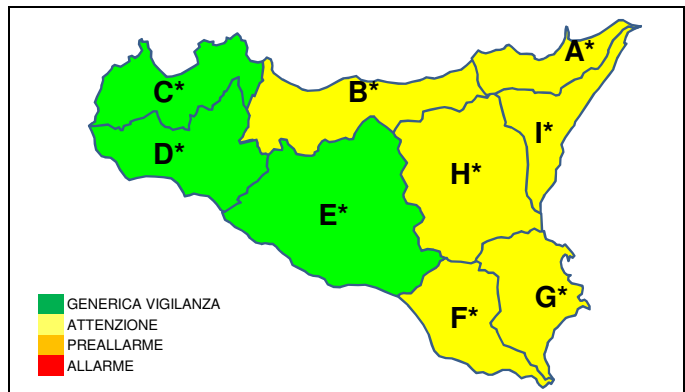 A*
B*
C*
I*
D*
H*
E*
G*
F*
GENERICA VIGILANZA
ATTENZIONE
PREALLARME
ALLARME